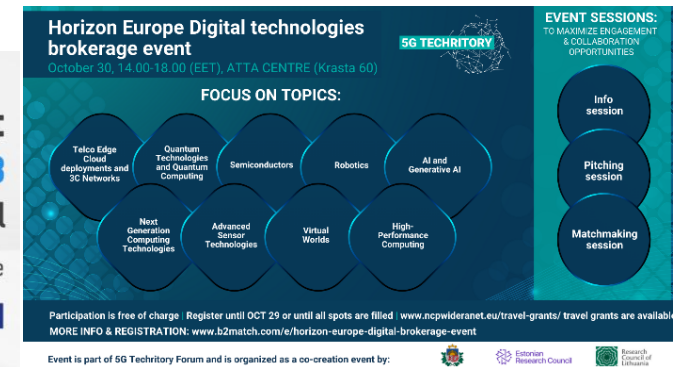 Horizon Europe Digital technologies
brokerage event
October 30, 14.00-18.00 (EET), ATTA CENTRE (Krasta 60)
5G TECHRITORY
FOCUS ON TOPICS:
Telco Edge
Cloud
deployments and
3C Networks
Quantum
Technologies
and Quantum
Computing
Semiconductors
Robotics
AI and
Generative AI
Next
Generation
Computing
Technologies
Advanced
Sensor
Technologies
Virtual
Worlds
High-
Performance
Computing
EVENT SESSIONS:
TO MAXIMIZE ENGAGEMENT
& COLLABORATION
OPPORTUNITIES
Info
session
Pitching
session
Matchmaking
session
Participation is free of charge | Register until OCT 29 or until all spots are filled | www.ncpwideranet.eu/travel-grants/ travel grants are available
MORE INFO & REGISTRATION: www.b2match.com/e/horizon-europe-digital-brokerage-event
Event is part of 5G Techritory Forum and is organized as a co-creation event by:
Estonian
Research Council
Research
Council of
Lithuania